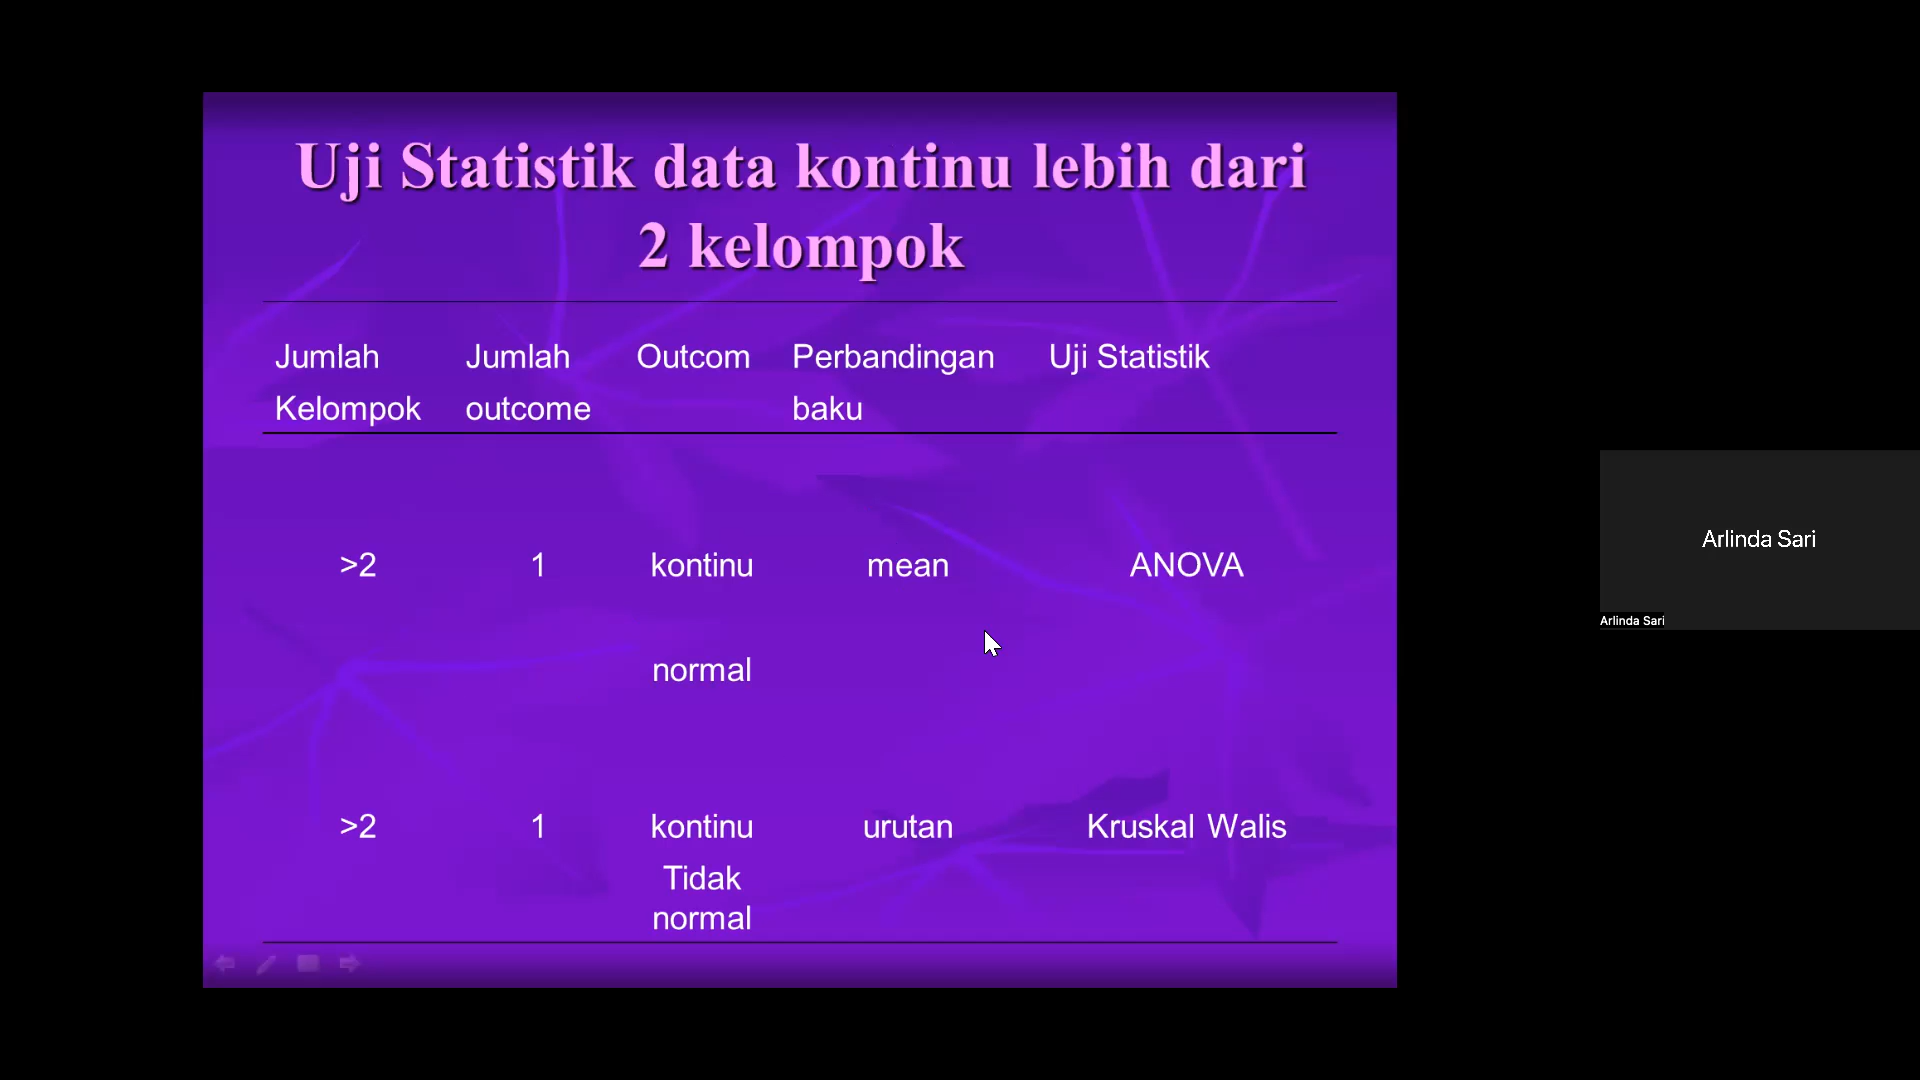 Uji Statistik data kontinu lebih dari
2 kelompok
Jumlah Kelompok Jumlah outcome Outcom Perbandingan baku Uji Statistik
>2 1 kontinu mean ANOVA
normal
>2 1 kontinu urutan Kruskal Walis
Tidak
normal
Arlinda Sari
Arlinda Sari